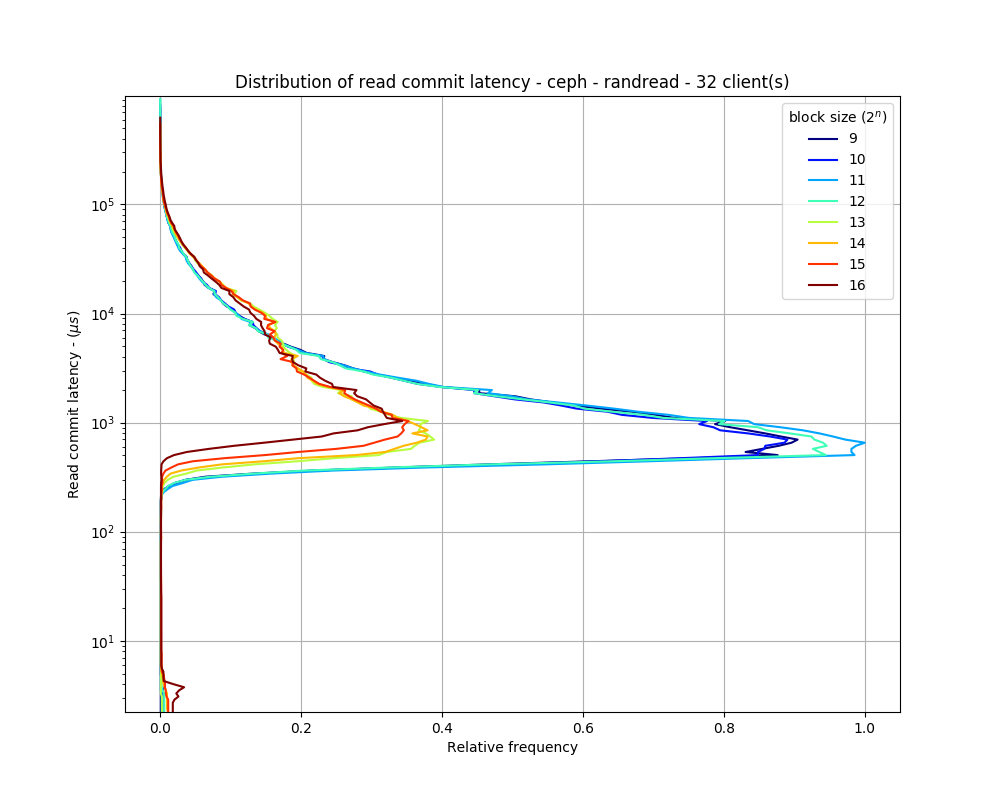 Distribution of read commit latency - ceph - randread - 32 client(s)
block size (2ⁿ)
9
10
11
12
13
14
15
16
Read commit latency - (μs)
10⁵
10⁴
10³
10²
10¹
0.0 0.2 0.4 0.6 0.8 1.0
Relative frequency